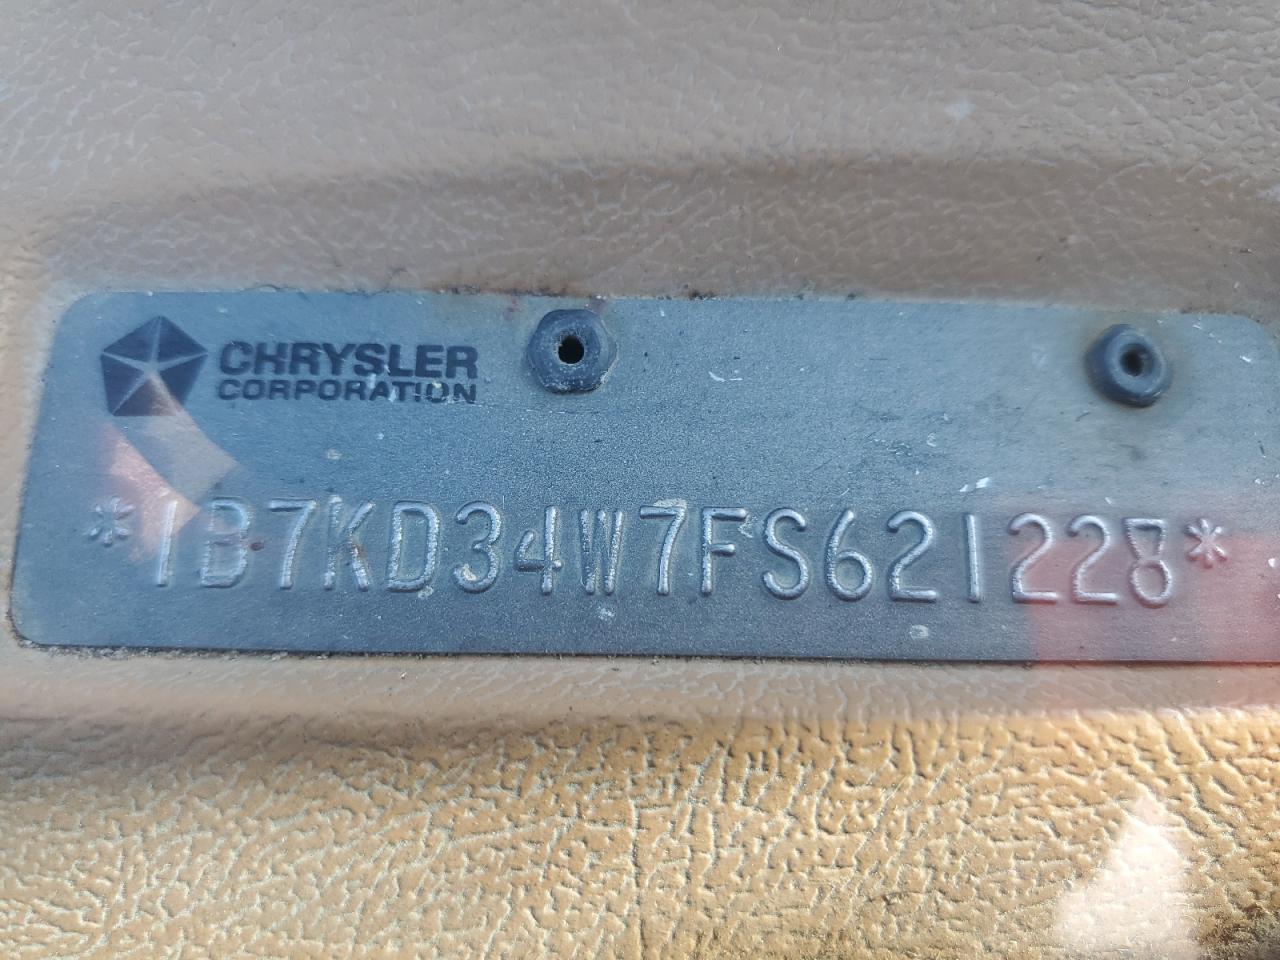 CHRYSLER
CORPORATION
*1B7KD34W7FS621228*